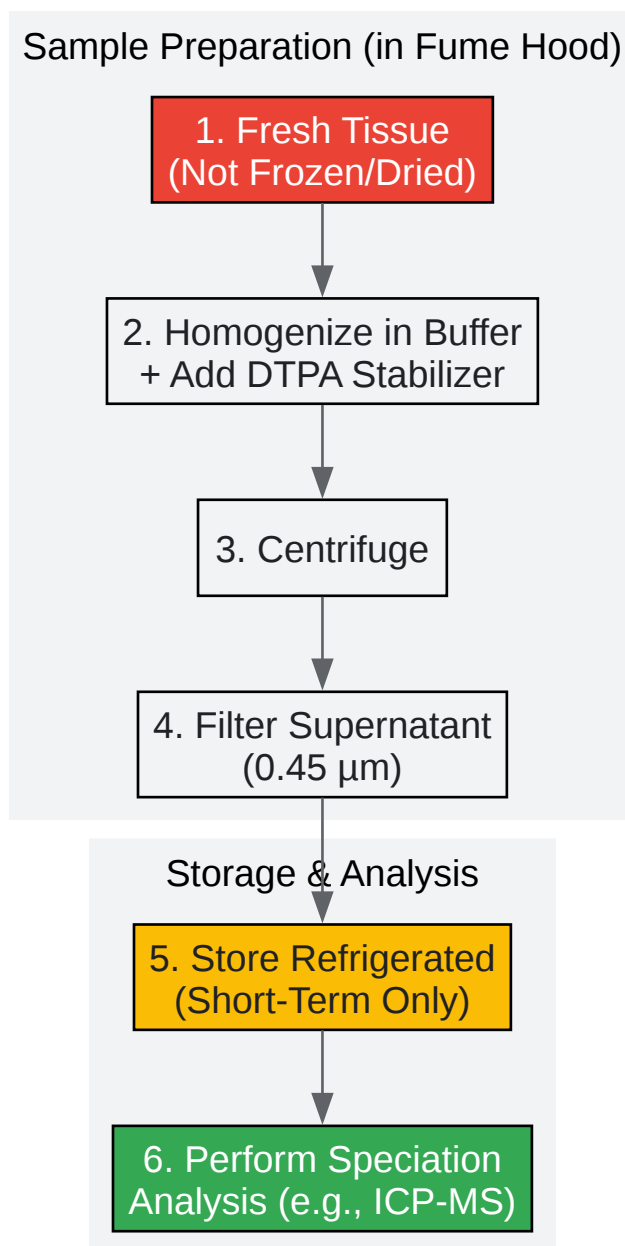 Sample Preparation (in Fume Hood)
1. Fresh Tissue
(Not Frozen/Dried)
2. Homogenize in Buffer
+ Add DTPA Stabilizer
3. Centrifuge
4. Filter Supernatant
(0.45 µm)
Storage & Analysis
5. Store Refrigerated
(Short-Term Only)
6. Perform Speciation
Analysis (e.g., ICP-MS)